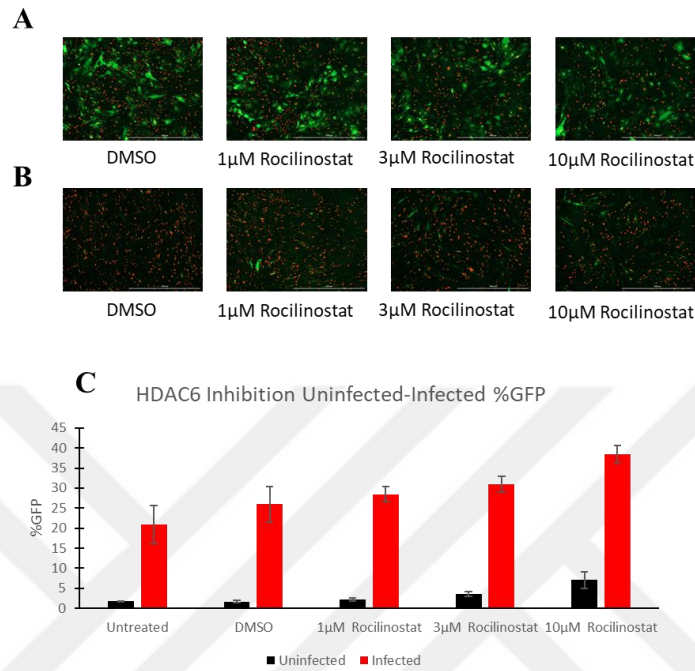 A
DMSO
1µM Rocilinostat
3µM Rocilinostat
10µM Rocilinostat
B
DMSO
1µM Rocilinostat
3µM Rocilinostat
10µM Rocilinostat
C
HDAC6 Inhibition Uninfected-Infected %GFP
%GFP
45
40
35
30
25
20
15
10
5
0
Untreated
DMSO
1µM Rocilinostat
3µM Rocilinostat
10µM Rocilinostat
Uninfected
Infected